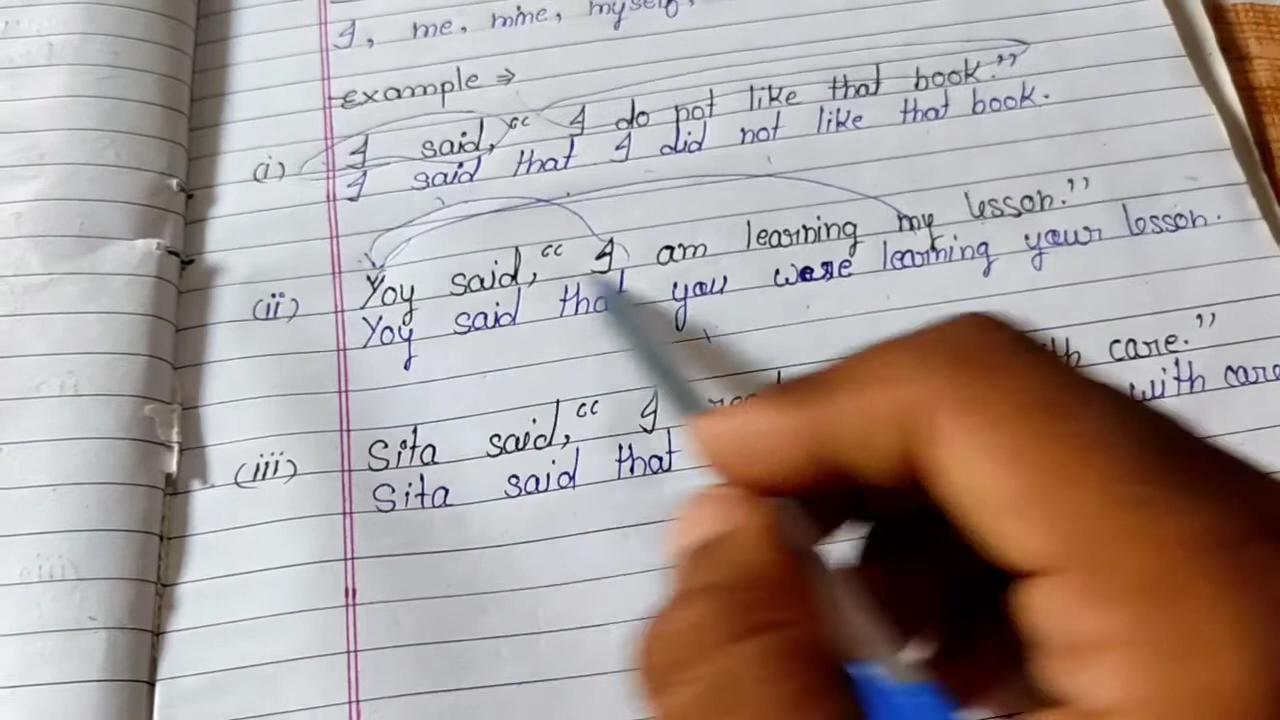 I, me, mine, myself,
Example ⇒
(i) I said, “ I do not like that book.”
I said that I did not like that book.
(ii) Yoy said, “ I am learning my lesson.”
Yoy said that you were learning your lesson.
(iii) Sita said, “ I care.”
Sita said that with care